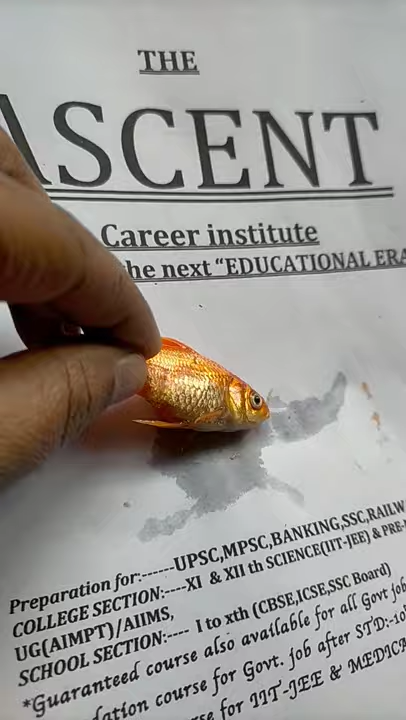 THE
ASCENT
Career institute
the next “EDUCATIONAL ERA
Preparation for:------UPSC,MPSC,BANKING,SSC,RAILW
COLLEGE SECTION:----XI & XII th SCIENCE(IIT-JEE) & PRE-
UG(AIMPT)/AIIMS,
SCHOOL SECTION:---- I to xth (CBSE,ICSE,SSC Board)
*Guaranteed course also available for all Govt job
dation course for Govt. job after STD:-10
se for IIT-JEE & MEDICA